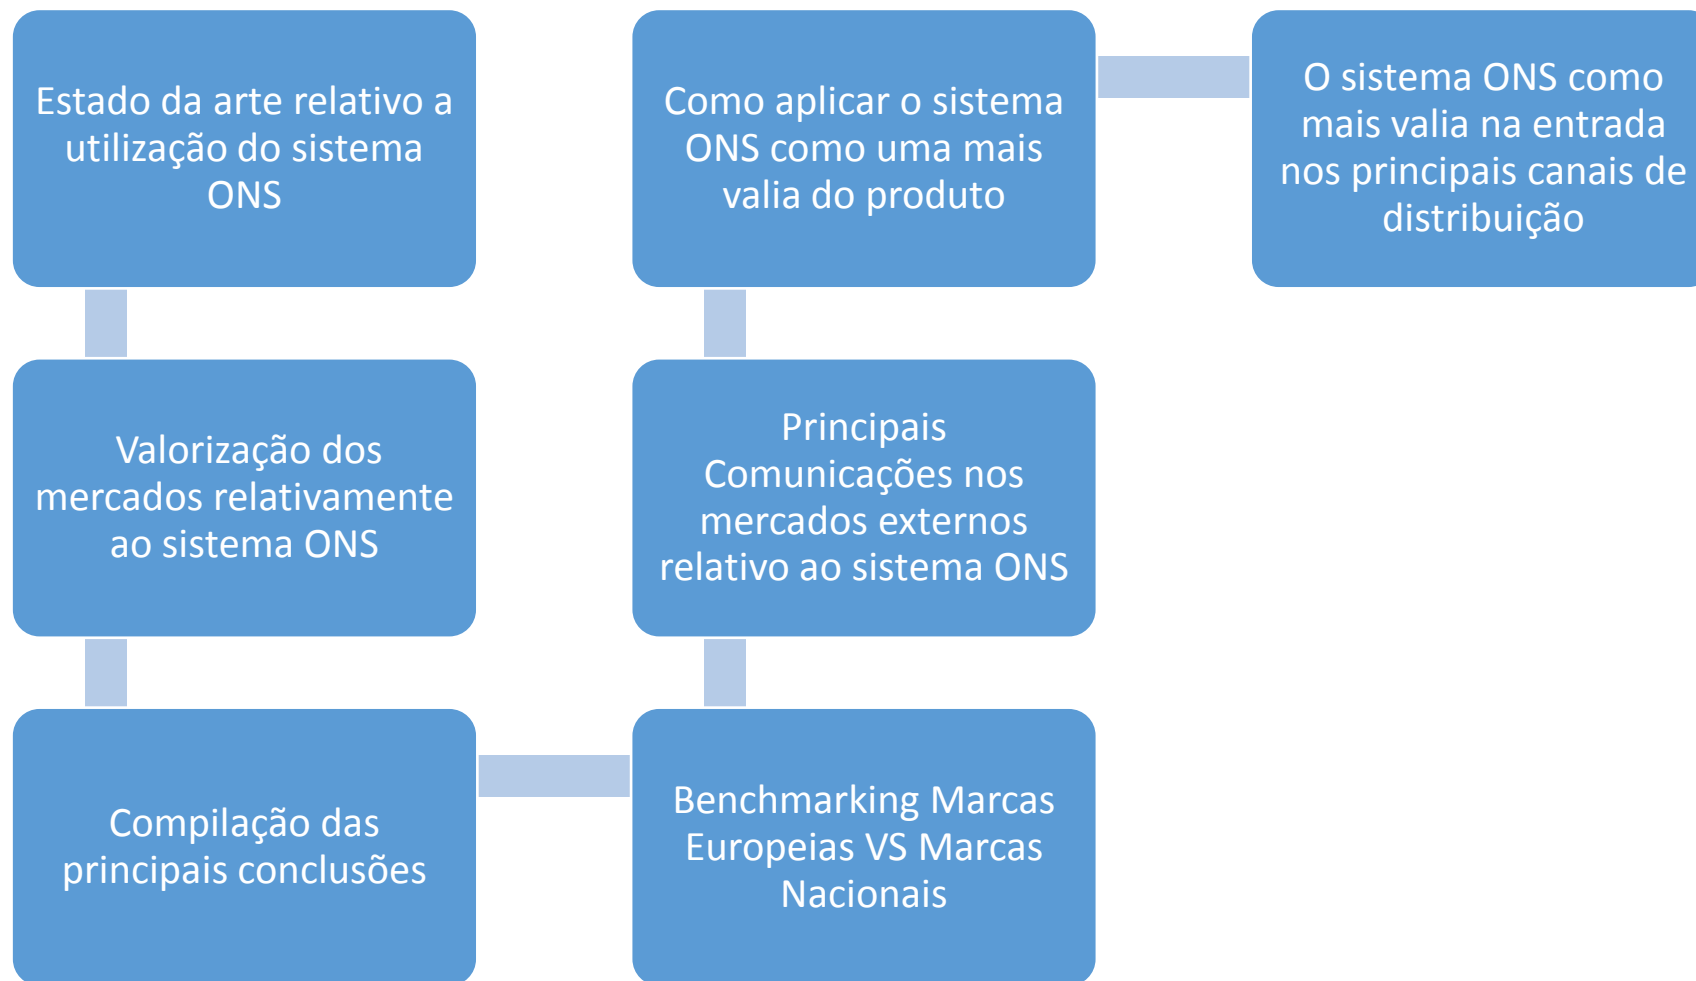 Estado da arte relativo a
utilização do sistema
ONS
Valorização dos
mercados relativamente
ao sistema ONS
Compilação das
principais conclusões
Benchmarking Marcas
Europeias VS Marcas
Nacionais
Principais
Comunicações nos
mercados externos
relativo ao sistema ONS
Como aplicar o sistema
ONS como uma mais
valia do produto
O sistema ONS como
mais valia na entrada
nos principais canais de
distribuição